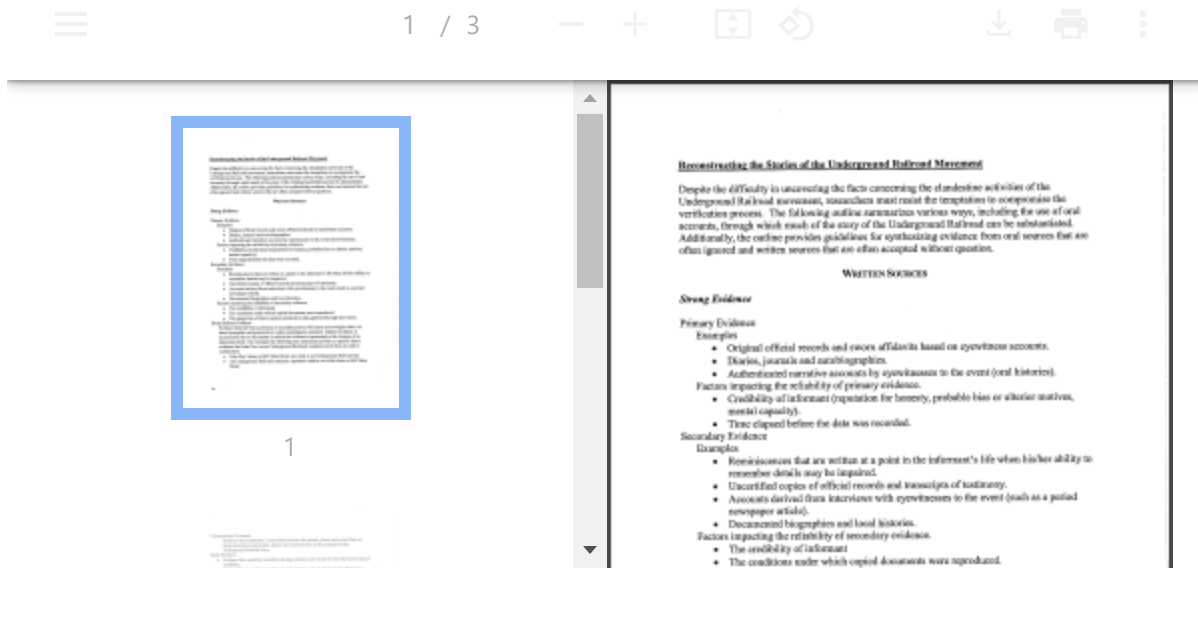 1 / 3
1
Reconstructing the Stories of the Underground Railroad Movement
Despite the difficulty in uncovering the facts concerning the clandestine activities of the
Underground Railroad movement, researchers must resist the temptation to compromise the
verification process. The following outline summarizes various ways, including the use of oral
accounts, through which much of the story of the Underground Railroad can be substantiated.
Additionally, the outline provides guidelines for synthesizing evidence from oral sources that are
often ignored and written sources that are often accepted without question.
WRITTEN SOURCES
Strong Evidence
Primary Evidence
Examples
• Original official records and sworn affidavits based on eyewitness accounts.
• Diaries, journals and autobiographies.
• Authenticated narrative accounts by eyewitnesses to the event (oral histories).
Factors impacting the reliability of primary evidence.
• Credibility of informant (reputation for honesty, probable bias or ulterior motives,
mental capacity).
• Time elapsed before the data was recorded.
Secondary Evidence
Examples
• Reminiscences that are written at a point in the informant's life when his/her ability to
remember details may be impaired.
• Uncertified copies of official records and transcripts of testimony.
• Accounts derived from interviews with eyewitnesses to the event (such as a period
newspaper article).
• Documented biographies and local histories.
Factors impacting the reliability of secondary evidence.
• The credibility of informant
• The conditions under which copied documents were reproduced.